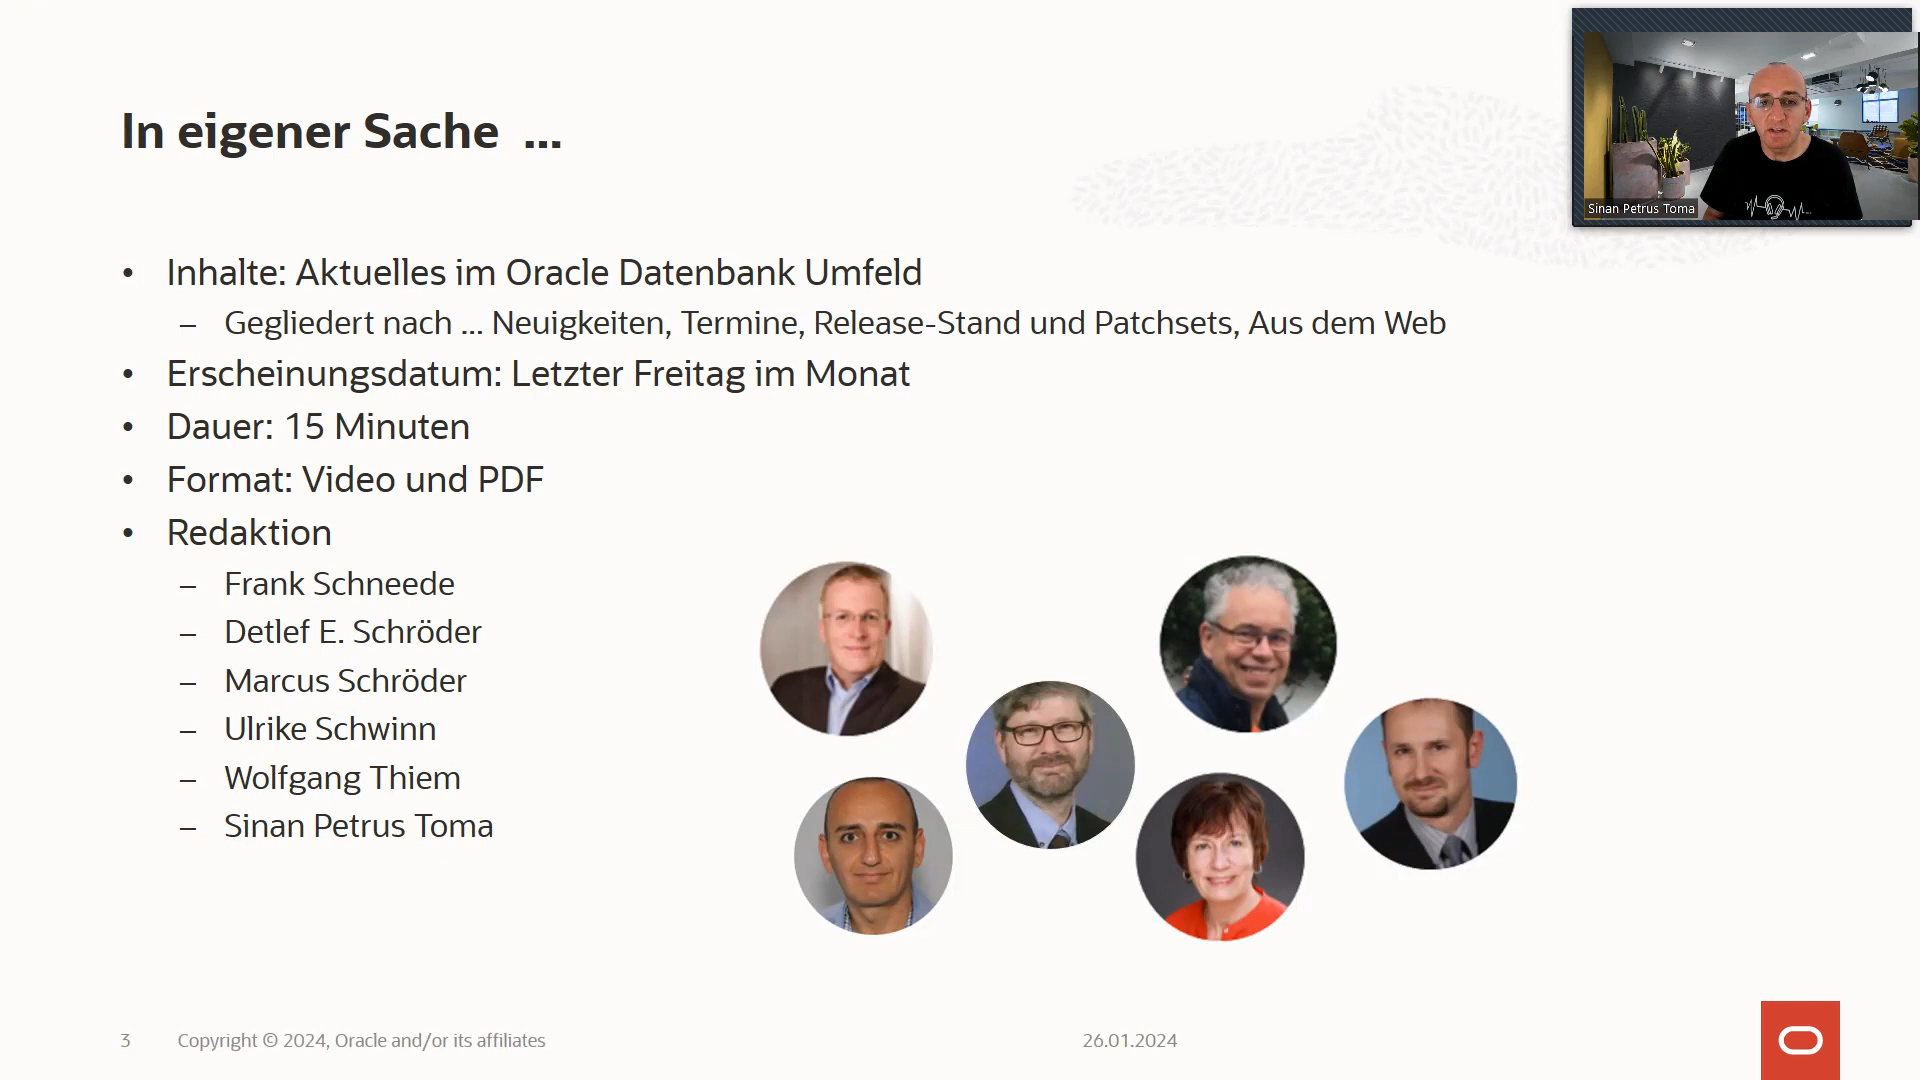 In eigener Sache ...
Sinan Petrus Toma
• Inhalte: Aktuelles im Oracle Datenbank Umfeld
– Gegliedert nach ... Neuigkeiten, Termine, Release-Stand und Patchsets, Aus dem Web
• Erscheinungsdatum: Letzter Freitag im Monat
• Dauer: 15 Minuten
• Format: Video und PDF
• Redaktion
– Frank Schneede
– Detlef E. Schröder
– Marcus Schröder
– Ulrike Schwinn
– Wolfgang Thiem
– Sinan Petrus Toma
3 Copyright © 2024, Oracle and/or its affiliates 26.01.2024